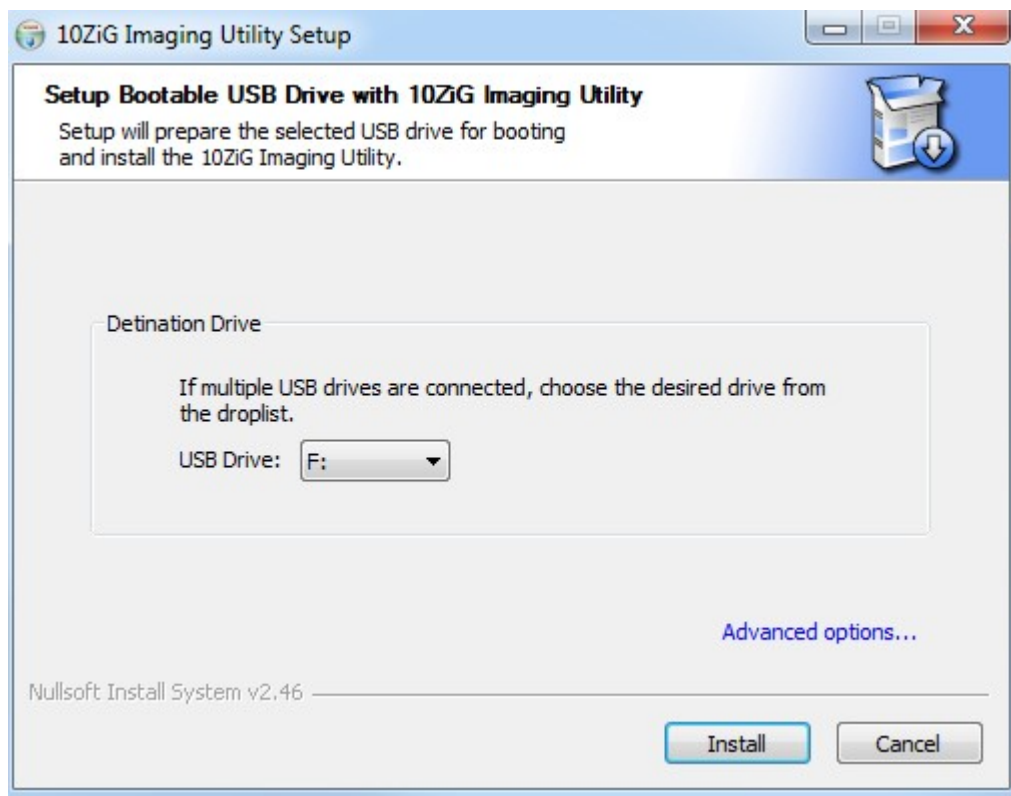 10ZiG Imaging Utility Setup
Setup Bootable USB Drive with 10ZiG Imaging Utility
Setup will prepare the selected USB drive for booting
and install the 10ZiG Imaging Utility.
Detination Drive
If multiple USB drives are connected, choose the desired drive from
the droplist.
USB Drive: F:
Advanced options...
Nullsoft Install System v2.46
Install Cancel